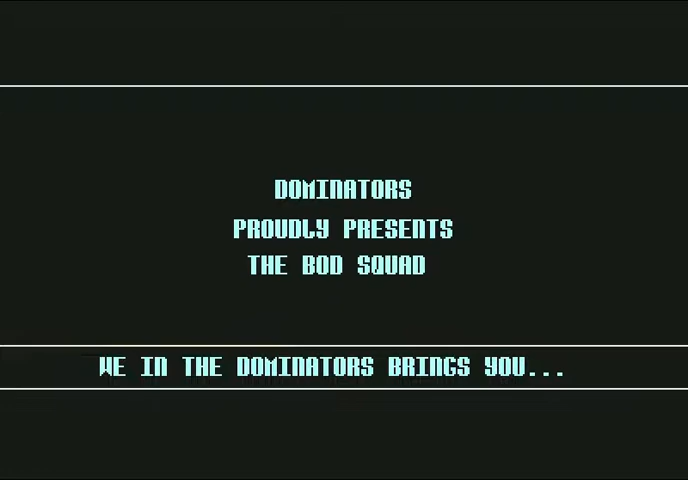 DOMINATORS
PROUDLY PRESENTS
THE BOD SQUAD
WE IN THE DOMINATORS BRINGS YOU...